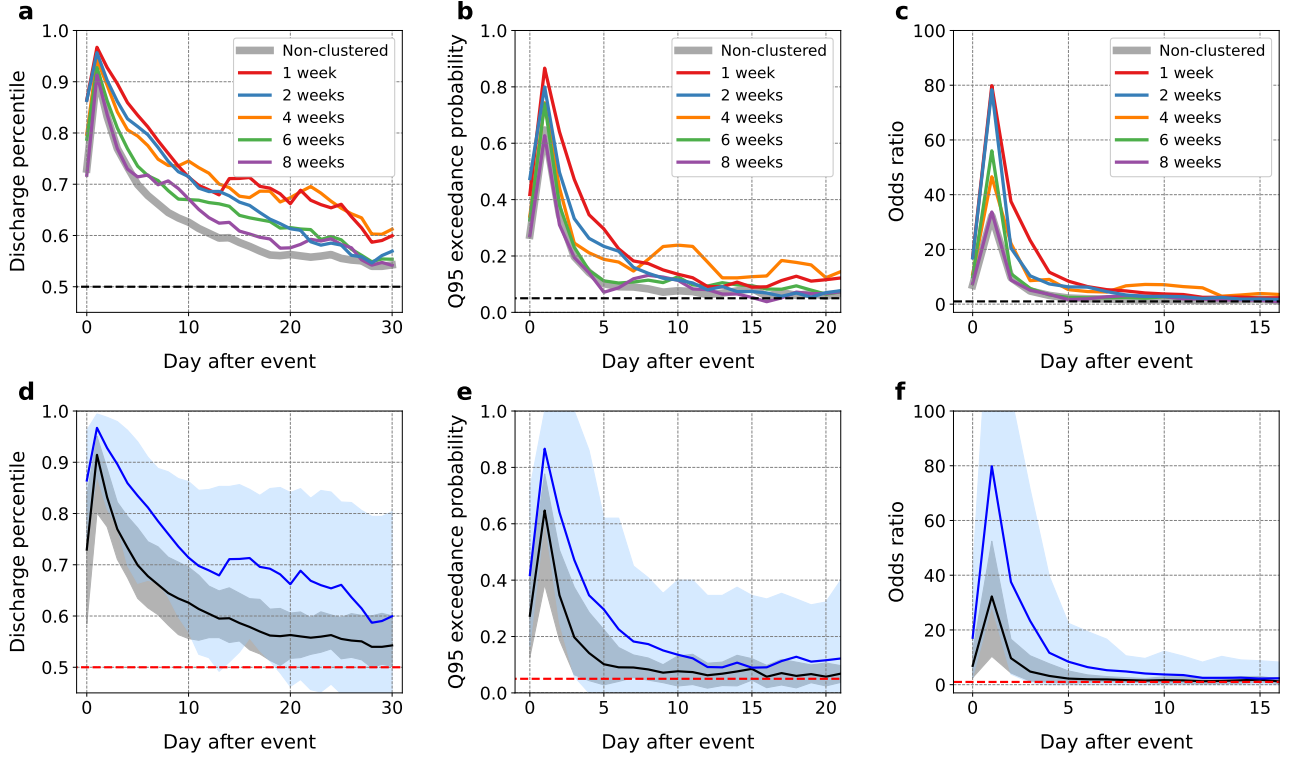 a
1.0
0.9
0.8
0.7
0.6
0.5
Discharge percentile
0
10
20
30
Day after event
Non-clustered
1 week
2 weeks
4 weeks
6 weeks
8 weeks
b
1.0
0.8
0.6
0.4
0.2
0.0
Q95 exceedance probability
0
5
10
15
20
Day after event
Non-clustered
1 week
2 weeks
4 weeks
6 weeks
8 weeks
c
100
80
60
40
20
0
Odds ratio
0
5
10
15
Day after event
Non-clustered
1 week
2 weeks
4 weeks
6 weeks
8 weeks
d
1.0
0.9
0.8
0.7
0.6
0.5
Discharge percentile
0
10
20
30
Day after event
e
1.0
0.8
0.6
0.4
0.2
0.0
Q95 exceedance probability
0
5
10
15
20
Day after event
f
100
80
60
40
20
0
Odds ratio
0
5
10
15
Day after event